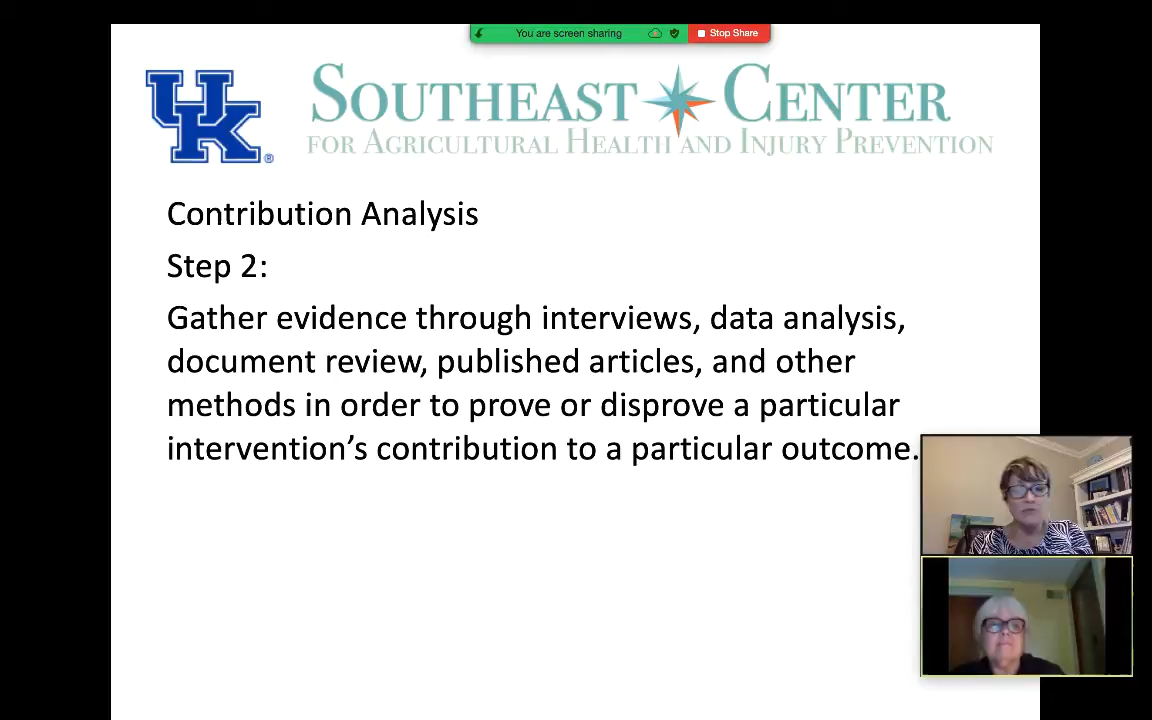 You are screen sharing
Stop Share
UK
®
SOUTHEAST CENTER
FOR AGRICULTURAL HEALTH AND INJURY PREVENTION
Contribution Analysis
Step 2:
Gather evidence through interviews, data analysis,
document review, published articles, and other
methods in order to prove or disprove a particular
intervention’s contribution to a particular outcome.